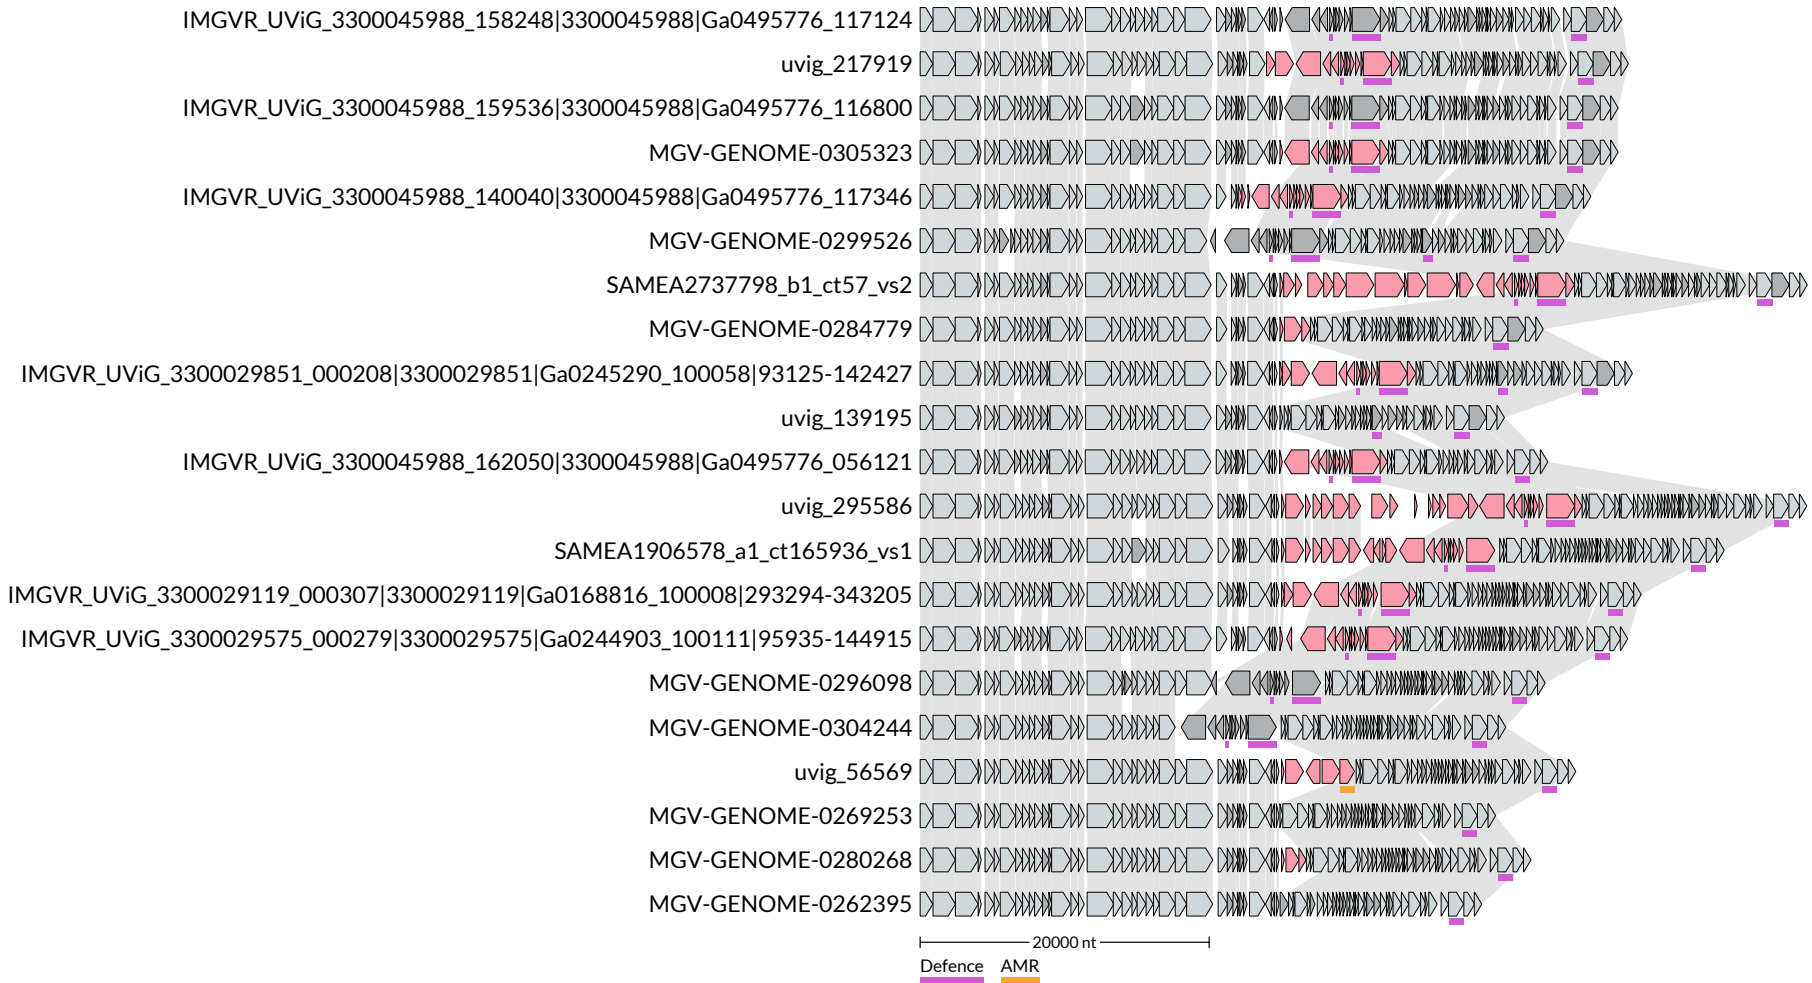 IMGVR_UViG_3300045988_158248|3300045988|Ga0495776_117124
uvig_217919
IMGVR_UViG_3300045988_159536|3300045988|Ga0495776_116800
MGV-GENOME-0305323
IMGVR_UViG_3300045988_140040|3300045988|Ga0495776_117346
MGV-GENOME-0299526
SAMEA2737798_b1_ct57_vs2
MGV-GENOME-0284779
IMGVR_UViG_3300029851_000208|3300029851|Ga0245290_100058|93125-142427
uvig_139195
IMGVR_UViG_3300045988_162050|3300045988|Ga0495776_056121
uvig_295586
SAMEA1906578_a1_ct165936_vs1
IMGVR_UViG_3300029119_000307|3300029119|Ga0168816_100008|293294-343205
IMGVR_UViG_3300029575_000279|3300029575|Ga0244903_100111|95935-144915
MGV-GENOME-0296098
MGV-GENOME-0304244
uvig_56569
MGV-GENOME-0269253
MGV-GENOME-0280268
MGV-GENOME-0262395
20000 nt
Defence AMR